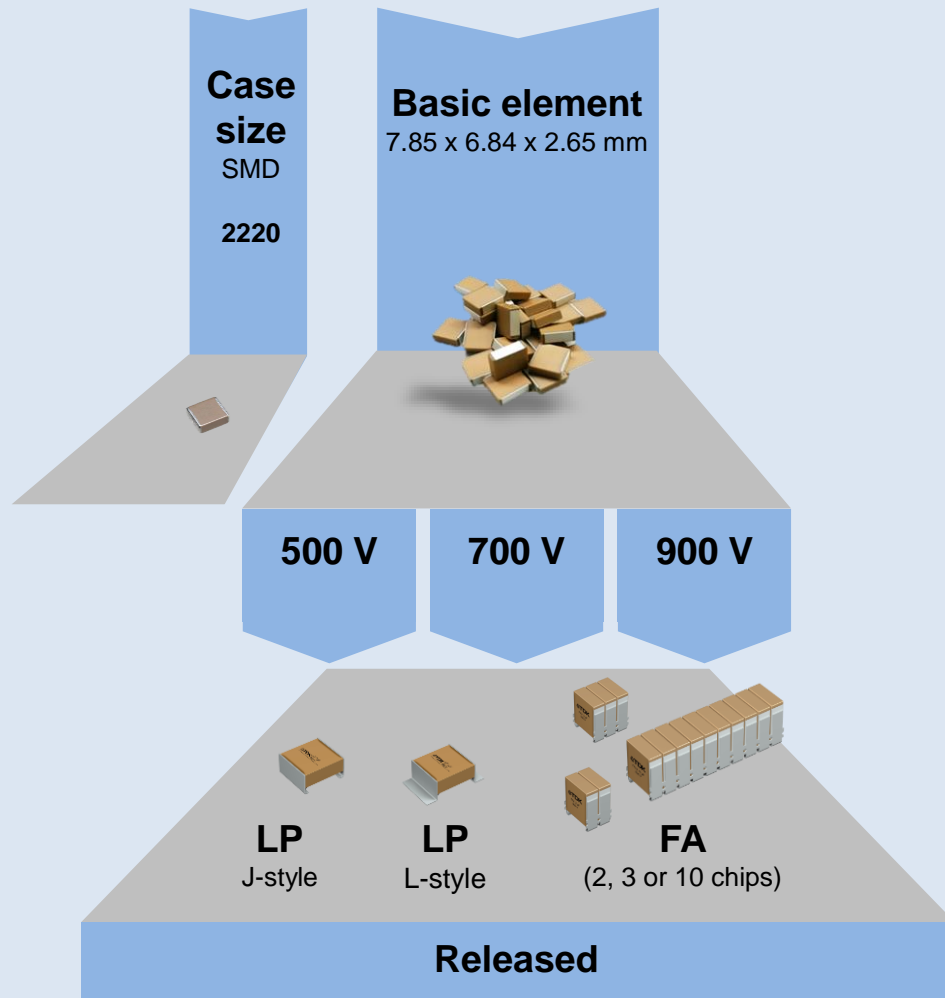 Case
size
SMD
2220
Basic element
7.85 x 6.84 x 2.65 mm
500 V
700 V
900 V
LP
J-style
LP
L-style
FA
(2, 3 or 10 chips)
Released